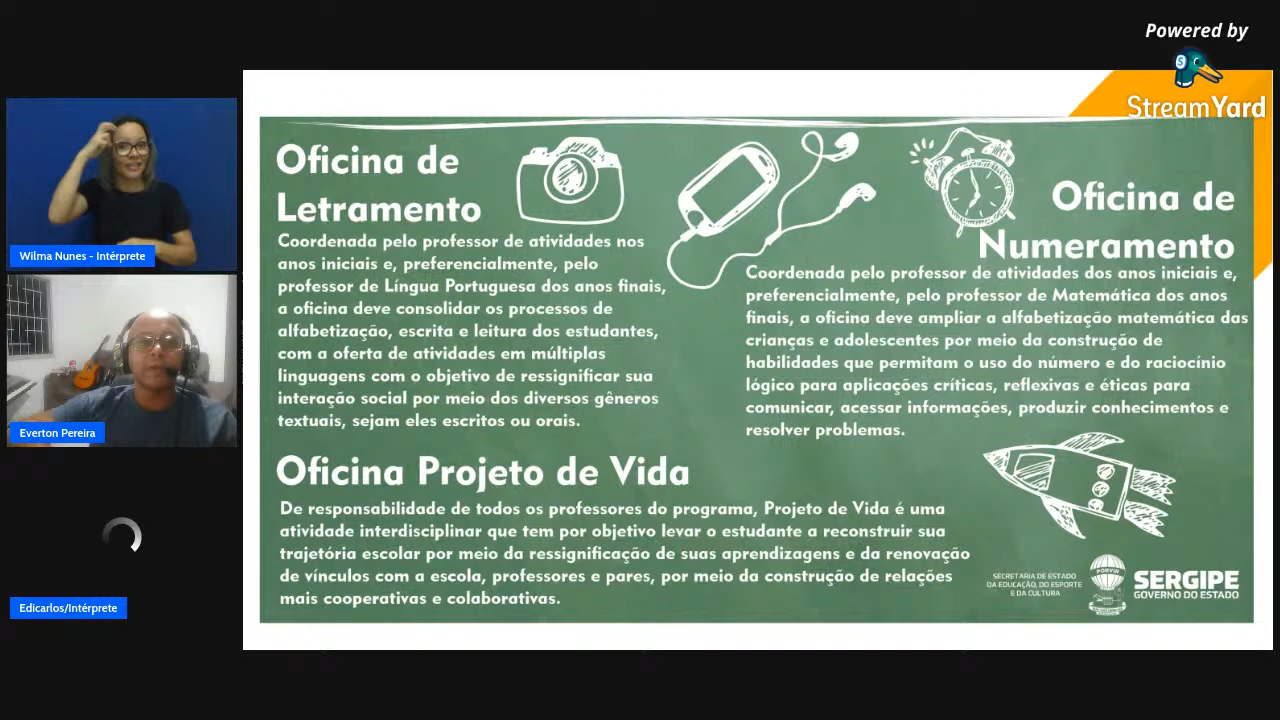 Powered by
StreamYard
Wilma Nunes - Intérprete
Everton Pereira
Edicarlos/Intérprete
Oficina de
Letramento
Coordenada pelo professor de atividades nos
anos iniciais e, preferencialmente, pelo
professor de Língua Portuguesa dos anos finais,
a oficina deve consolidar os processos de
alfabetização, escrita e leitura dos estudantes,
com a oferta de atividades em múltiplas
linguagens com o objetivo de ressignificar sua
interação social por meio dos diversos gêneros
textuais, sejam eles escritos ou orais.
Oficina de
Numeramento
Coordenada pelo professor de atividades dos anos iniciais e,
preferencialmente, pelo professor de Matemática dos anos
finais, a oficina deve ampliar a alfabetização matemática das
crianças e adolescentes por meio da construção de
habilidades que permitam o uso do número e do raciocínio
lógico para aplicações críticas, reflexivas e éticas para
comunicar, acessar informações, produzir conhecimentos e
resolver problemas.
Oficina Projeto de Vida
De responsabilidade de todos os professores do programa, Projeto de Vida é uma
atividade interdisciplinar que tem por objetivo levar o estudante a reconstruir sua
trajetória escolar por meio da ressignificação de suas aprendizagens e da renovação
de vínculos com a escola, professores e pares, por meio da construção de relações
mais cooperativas e colaborativas.
SECRETARIA DE ESTADO
DA EDUCAÇÃO, DO ESPORTE
E DA CULTURA
SERGIPE
GOVERNO DO ESTADO